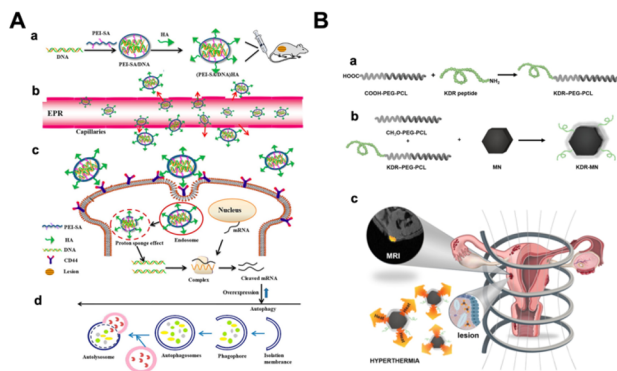 A
a
PEI-SA
HA
DNA
PEI-SA/DNA
(PEI-SA/DNA)HA
b
EPR
Capillaries
c
Nucleus
mRNA
Proton sponge effect
Endosome
PEI-SA
HA
DNA
CD44
Lesion
Complex
Cleaved mRNA
Overexpression
Autophagy
d
Autolysosome
Autophagosomes
Phagophore
Isolation
membrance
B
a
HOOC
NH2
COOH-PEG-PCL
+
KDR peptide
KDR–PEG-PCL
b
CH3O-PEG-PCL
+
+
KDR–PEG-PCL
MN
KDR-MN
c
MRI
lesion
HYPERTHERMIA